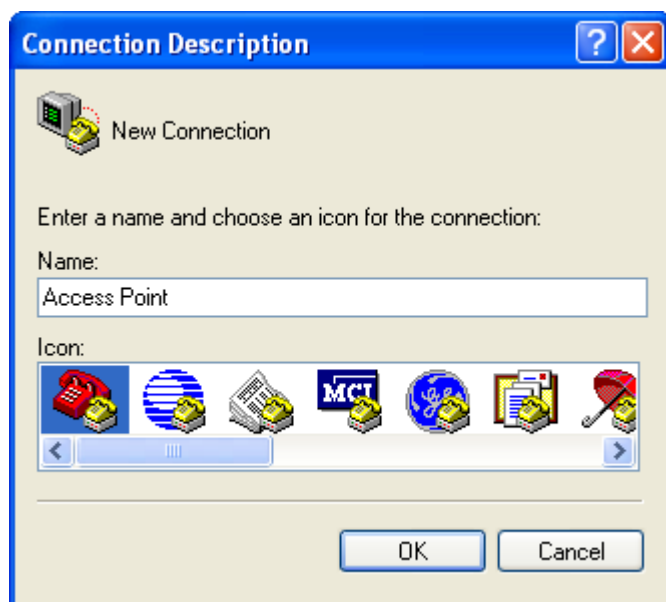 Connection Description
New Connection
Enter a name and choose an icon for the connection:
Name:
Access Point
Icon:
MCI
OK
Cancel